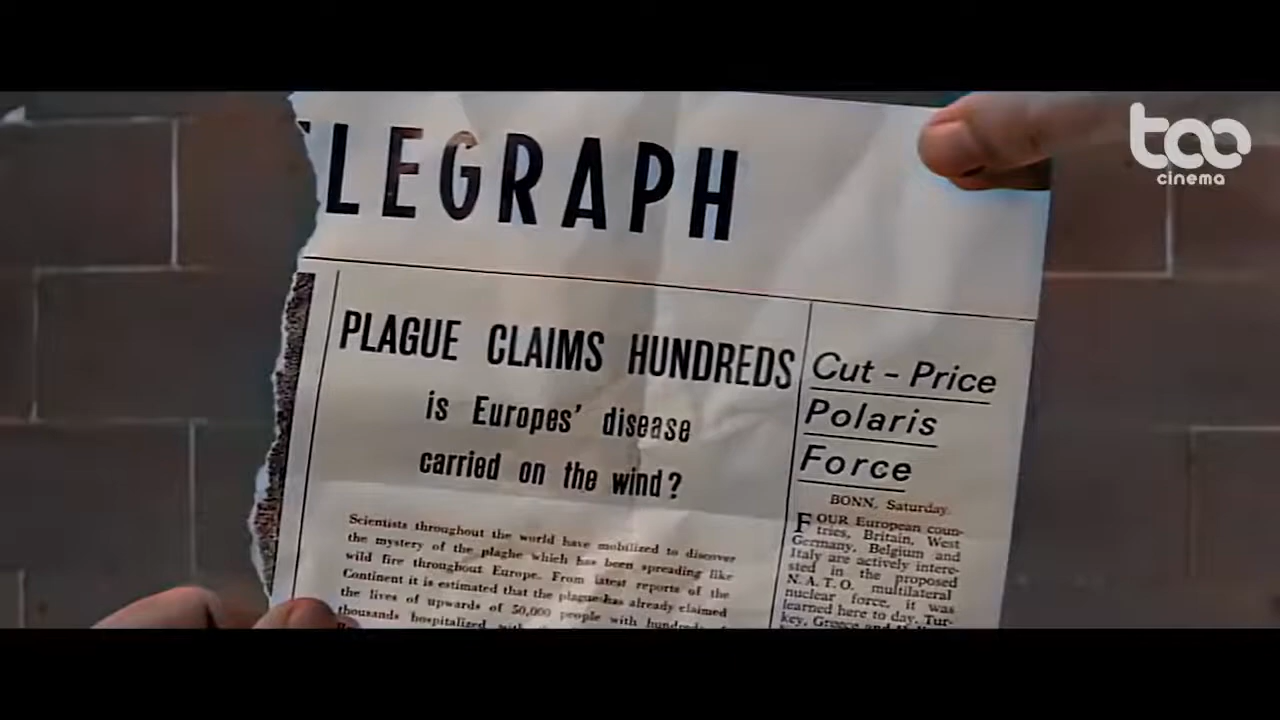 tao
cinema
LEGRAPH
PLAGUE CLAIMS HUNDREDS
is Europes' disease
carried on the wind?
Scientists throughout the world have mobilized to discover
the mystery of the plaghe which has been spreading like
wild fire throughout Europe. From latest reports of the
Continent it is estimated that the plague has already claimed
the lives of upwards of 50,000 people with hundreds of
thousands hospitalized
Cut - Price
Polaris
Force
BONN, Saturday.
FOUR European coun-
tries, Britain, West
Germany, Belgium and
Italy are actively intere-
sted in the proposed
N.A.T.O. multilateral
nuclear force, it was
learned here to day. Tur-
key, Greece and